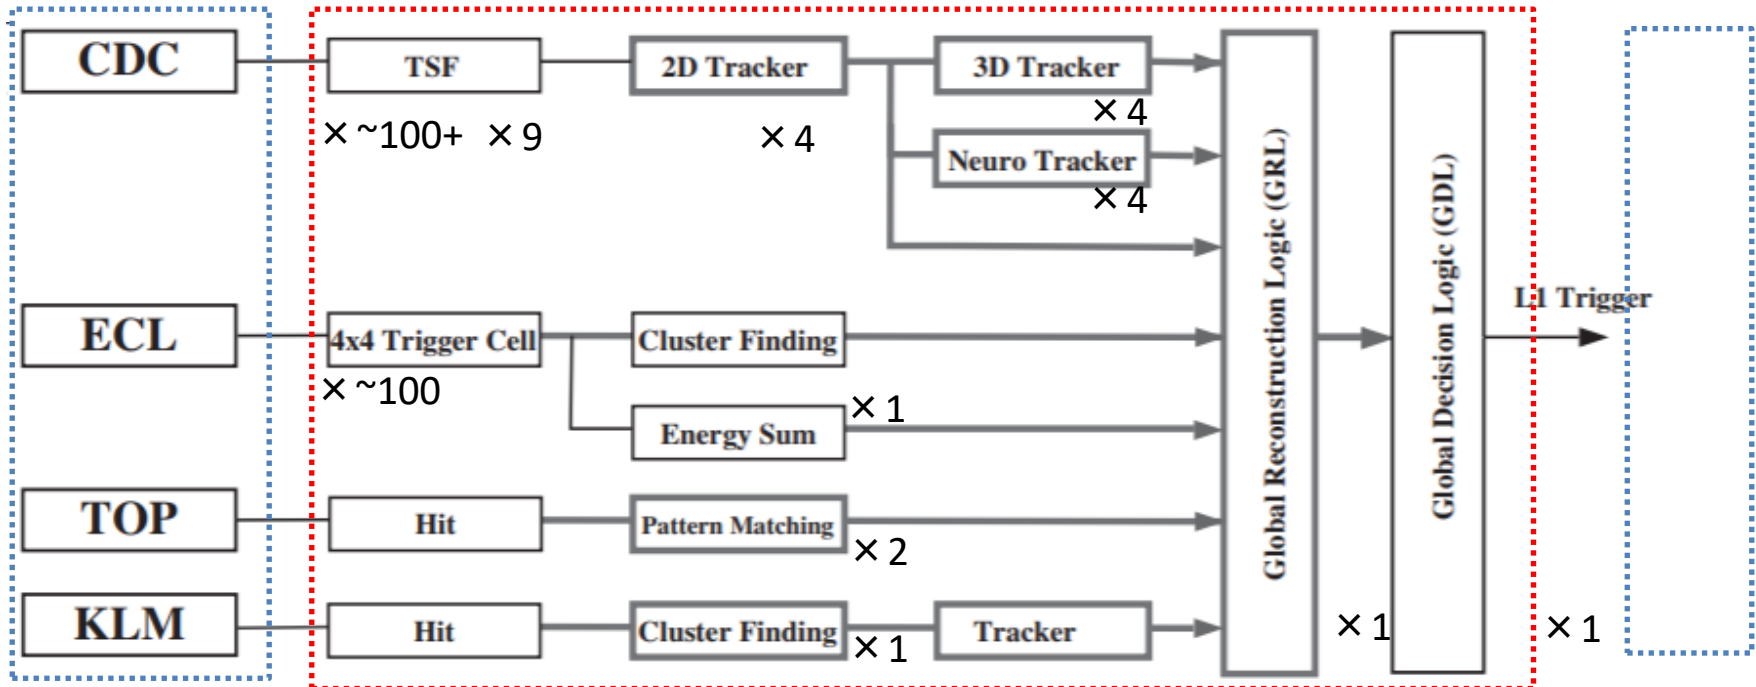 CDC
TSF
2D Tracker
3D Tracker
× ~100+ × 9
× 4
× 4
Neuro Tracker
× 4
ECL
4x4 Trigger Cell
Cluster Finding
× ~100
Energy Sum
× 1
TOP
Hit
Pattern Matching
× 2
KLM
Hit
Cluster Finding
× 1
Tracker
Global Reconstruction Logic (GRL)
× 1
Global Decision Logic (GDL)
L1 Trigger
× 1